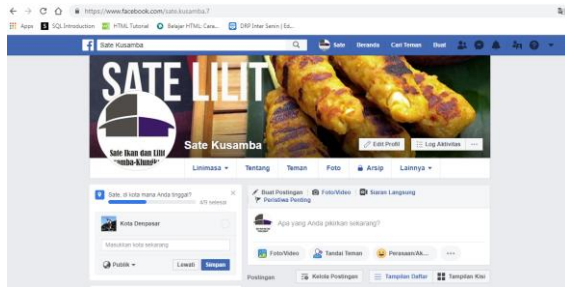 https://www.facebook.com/sate.kusamba.7
Apps SQL Introduction HTML Tutorial Belajar HTML Cara... DRP Inter Servin | Ed...
Sate Kusamba
Sate Beranda Cari Teman Buat
SATE LILIT
Sate Ikan dan Lilit
Sate Kusamba
Edit Profil Log Aktivitas
Linimasa Tentang Teman Foto Arsip Lainnya
Sate, di kota mana Anda tinggal?
4/9 selesai
Kota Denpasar
Masukkan kota sekarang
Publik Lewati Simpan
Buat Postingan Foto/Video Siaran Langsung
Peristiwa Penting
Apa yang Anda pikirkan sekarang?
Foto/Video Tandai Teman Perasaan/Ak...
Postingan Kelola Postingan Tampilan Daftar Tampilan Kisi